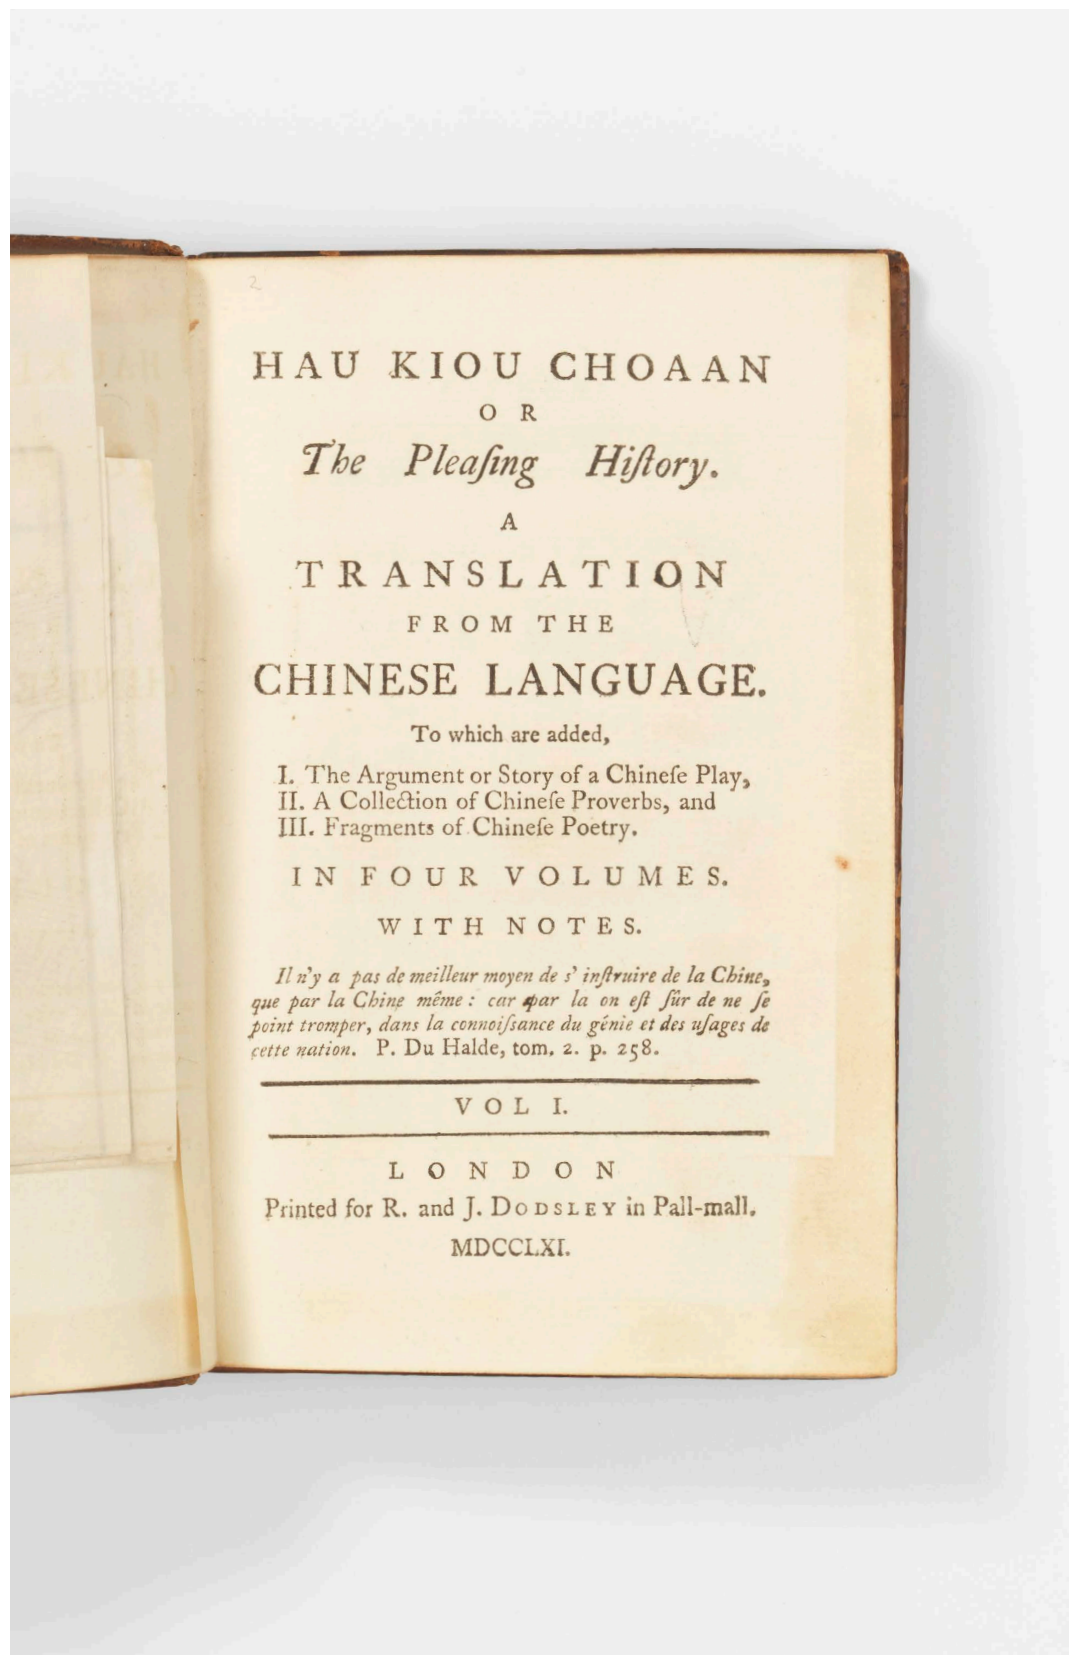 2
HAU KIOU CHOAAN
OR
The Pleaſing Hiſtory.
A
TRANSLATION
FROM THE
CHINESE LANGUAGE.
To which are added,
I. The Argument or Story of a Chineſe Play,
II. A Collection of Chineſe Proverbs, and
III. Fragments of Chineſe Poetry.
IN FOUR VOLUMES.
WITH NOTES.
Il n'y a pas de meilleur moyen de s' inſtruire de la Chine,
que par la Chine même : car par la on eſt ſûr de ne ſe
point tromper, dans la connoiſsance du génie et des uſages de
cette nation. P. Du Halde, tom. 2. p. 258.
VOL I.
LONDON
Printed for R. and J. DODSLEY in Pall-mall.
MDCCLXI.